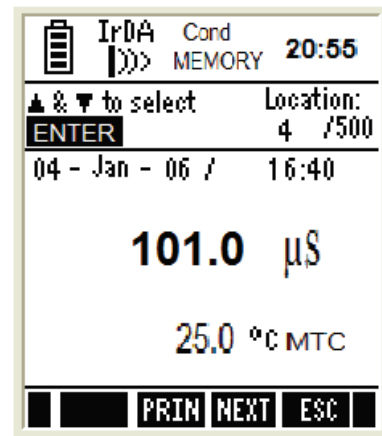 IrDA Cond 20:55
MEMORY
▲ & ▼ to select Location:
ENTER 4 /500
04 - Jan - 06 / 16:40
101.0 µS
25.0 °C MTC
PRIN NEXT ESC